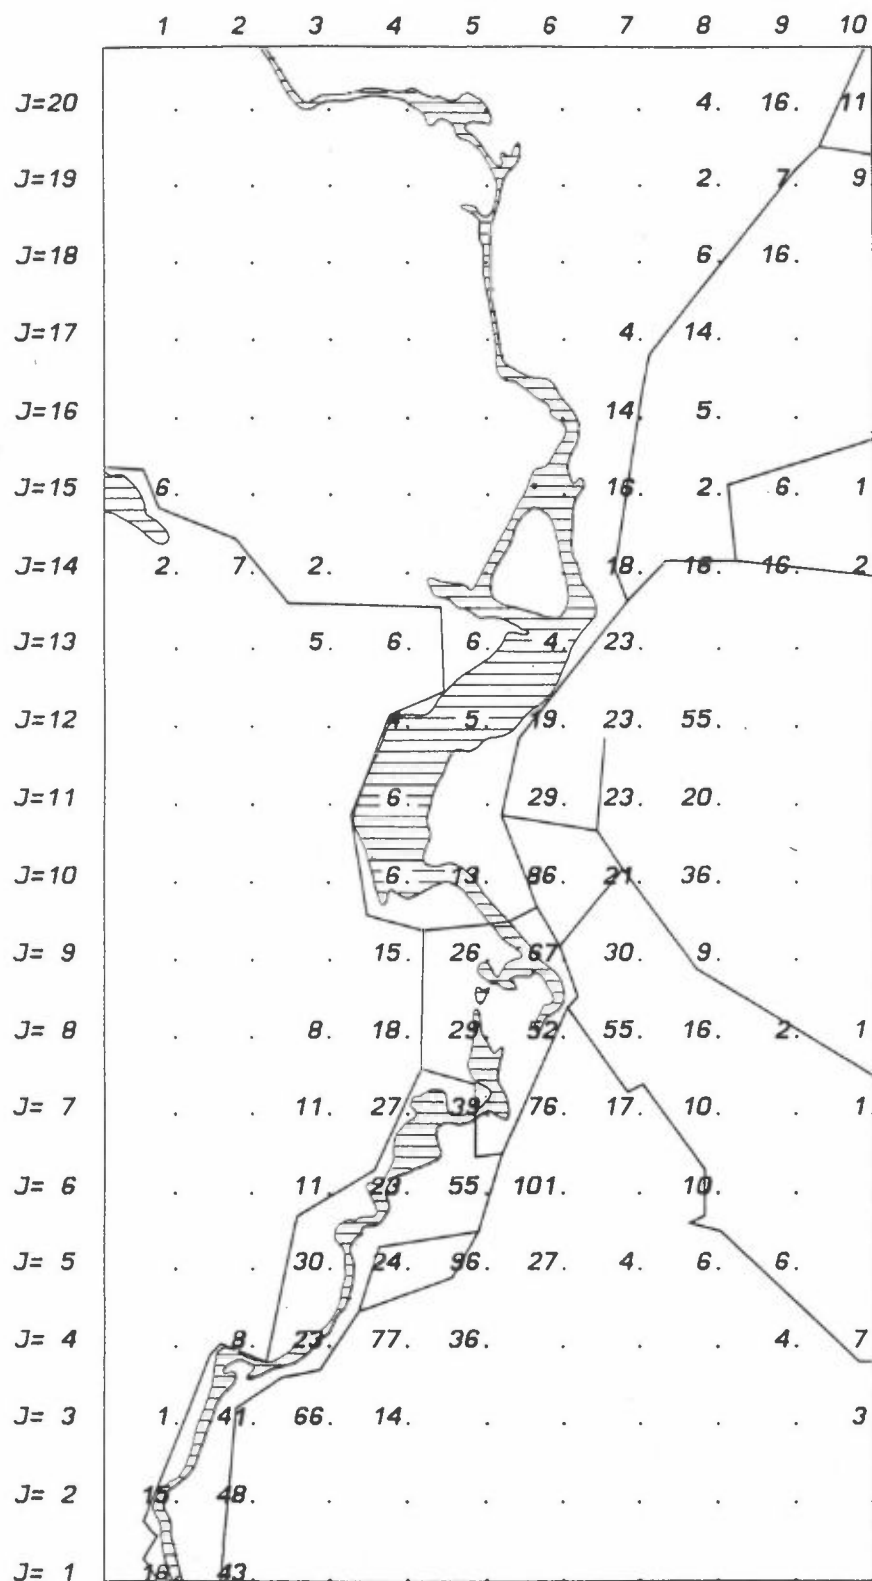 1 2 3 4 5 6 7 8 9 10
J=20 . . . . . . . 4. 16. 11
J=19 . . . . . . . 2. 7. 9
J=18 . . . . . . . 6. 16.
J=17 . . . . . . 4. 14. .
J=16 . . . . . . 14. 5. .
J=15 6. . . . . . 16. 2. 6. 1
J=14 2. 7. 2. . . . 18. 16. 16. 2
J=13 . . 5. 6. 6. 4. 23. . .
J=12 . . . 4. 5. 19. 23. 55. .
J=11 . . . 6. . 29. 23. 20. .
J=10 . . . 6. 13. 86. 21. 36. .
J= 9 . . . 15. 26. 67. 30. 9. .
J= 8 . . 8. 18. 29. 52. 55. 16. 2. 1
J= 7 . . 11. 27. 39. 76. 17. 10. . 1
J= 6 . . 11. 23. 55. 101. . 10. .
J= 5 . . 30. 24. 96. 27. 4. 6. 6.
J= 4 . 8. 23. 77. 36. . . . 4. 7
J= 3 1. 41. 66. 14. . . . . . 3
J= 2 15. 48. . . . . . . .
J= 1 16. 43. . . . . . . .